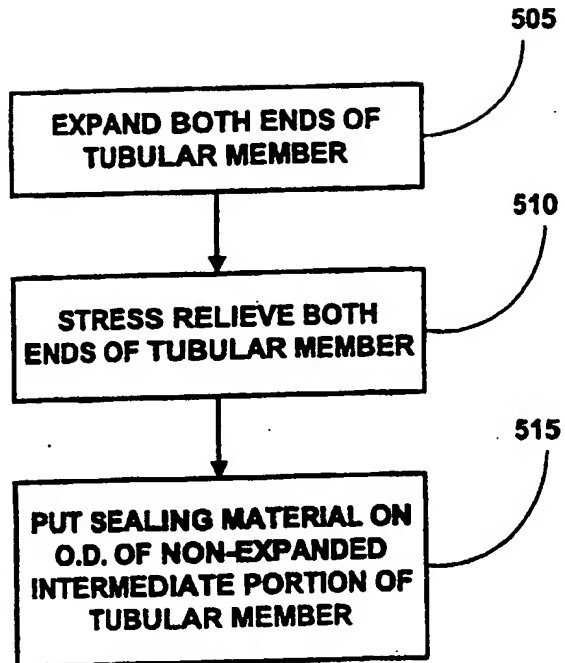 505
EXPAND BOTH ENDS OF
TUBULAR MEMBER
510
STRESS RELIEVE BOTH
ENDS OF TUBULAR MEMBER
515
PUT SEALING MATERIAL ON
O.D. OF NON-EXPANDED
INTERMEDIATE PORTION OF
TUBULAR MEMBER